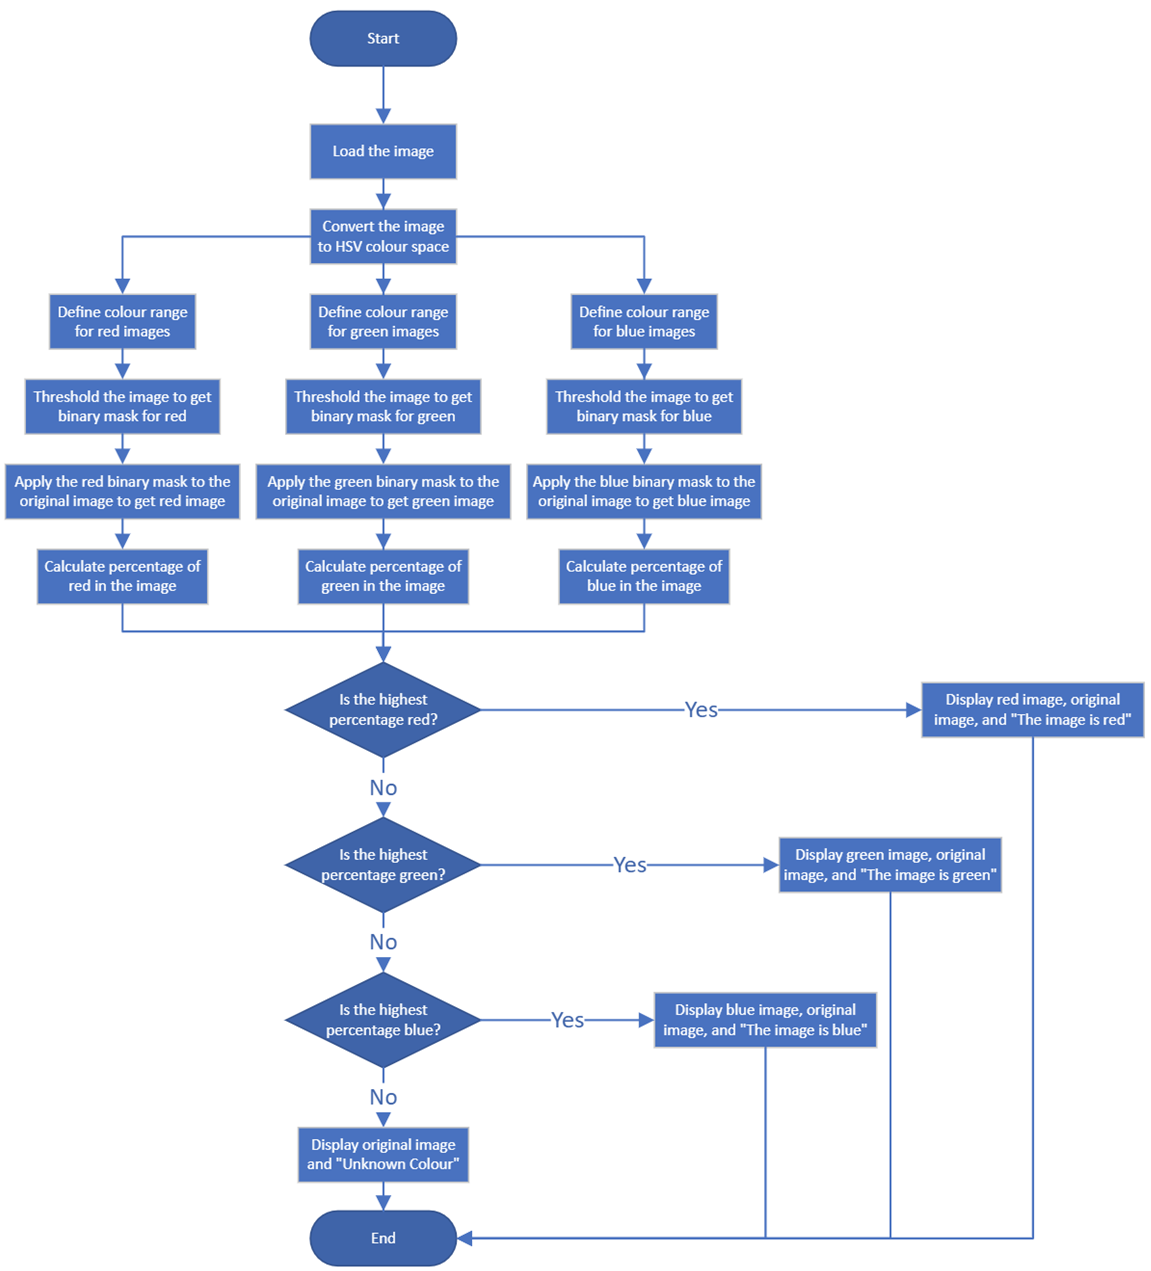 Start
Load the image
Convert the image
to HSV colour space
Define colour range
for red images
Define colour range
for green images
Define colour range
for blue images
Threshold the image to get
binary mask for red
Threshold the image to get
binary mask for green
Threshold the image to get
binary mask for blue
Apply the red binary mask to the
original image to get red image
Apply the green binary mask to the
original image to get green image
Apply the blue binary mask to the
original image to get blue image
Calculate percentage of
red in the image
Calculate percentage of
green in the image
Calculate percentage of
blue in the image
Is the highest
percentage red?
Yes
Display red image, original
image, and "The image is red"
No
Is the highest
percentage green?
Yes
Display green image, original
image, and "The image is green"
No
Is the highest
percentage blue?
Yes
Display blue image, original
image, and "The image is blue"
No
Display original image
and "Unknown Colour"
End